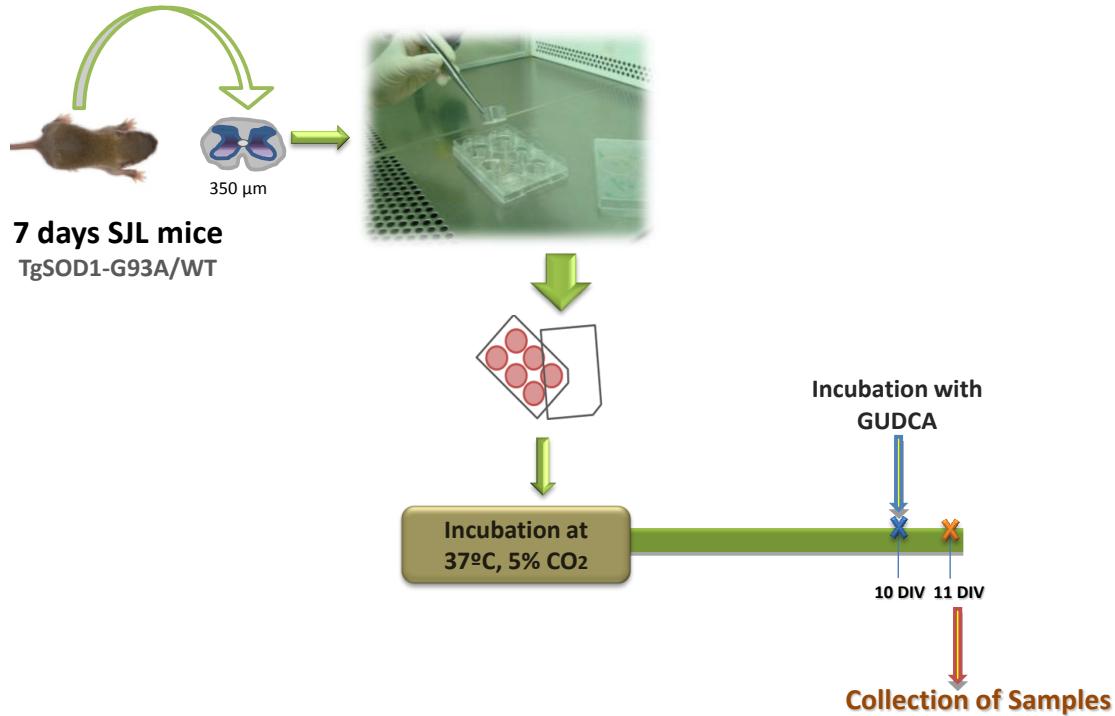 350 µm
7 days SJL mice
TgSOD1-G93A/WT
Incubation with
GUDCA
Incubation at
37ºC, 5% CO2
10 DIV
11 DIV
Collection of Samples